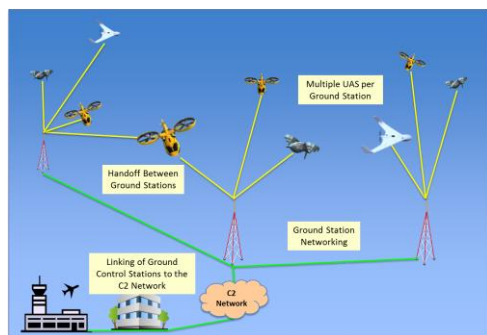 Multiple UAS per
Ground Station
Handoff Between
Ground Stations
Ground Station
Networking
Linking of Ground
Control Stations to the
C2 Network
C2
Network